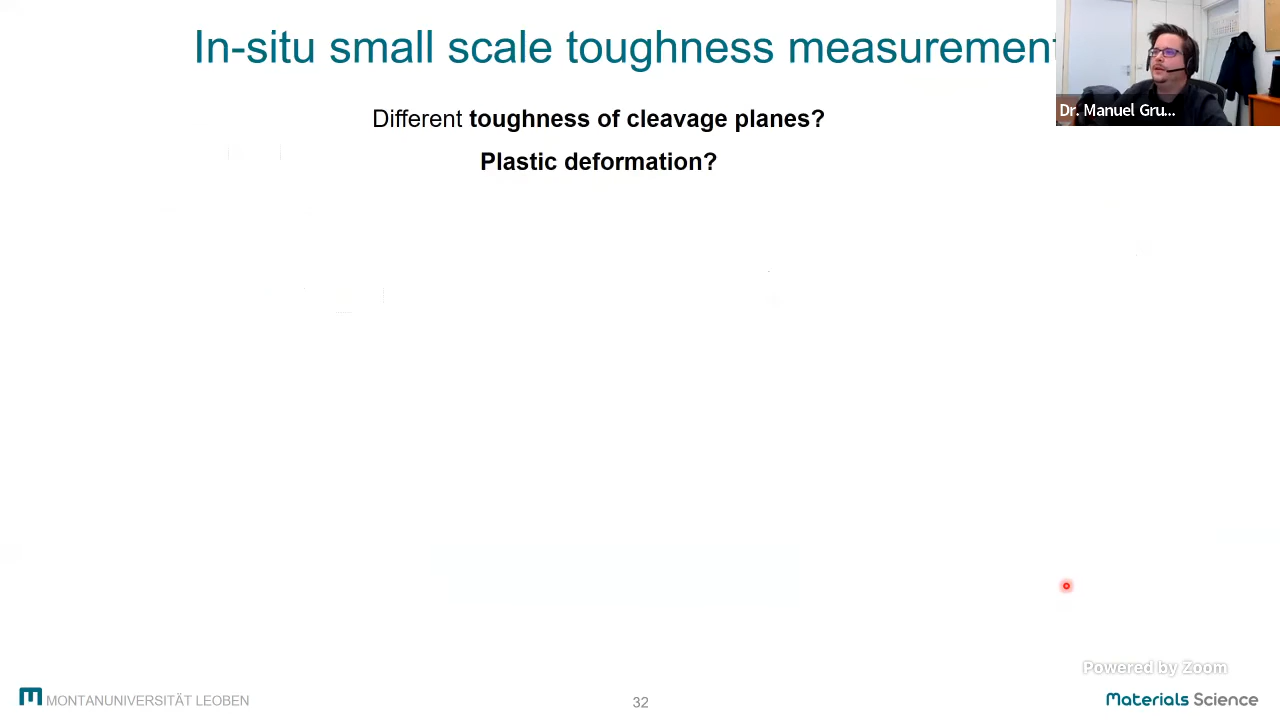 In-situ small scale toughness measurement
Different toughness of cleavage planes?
Plastic deformation?
Dr. Manuel Gru...
Powered by Zoom
MONTANUNIVERSITÄT LEOBEN
32
Materials Science